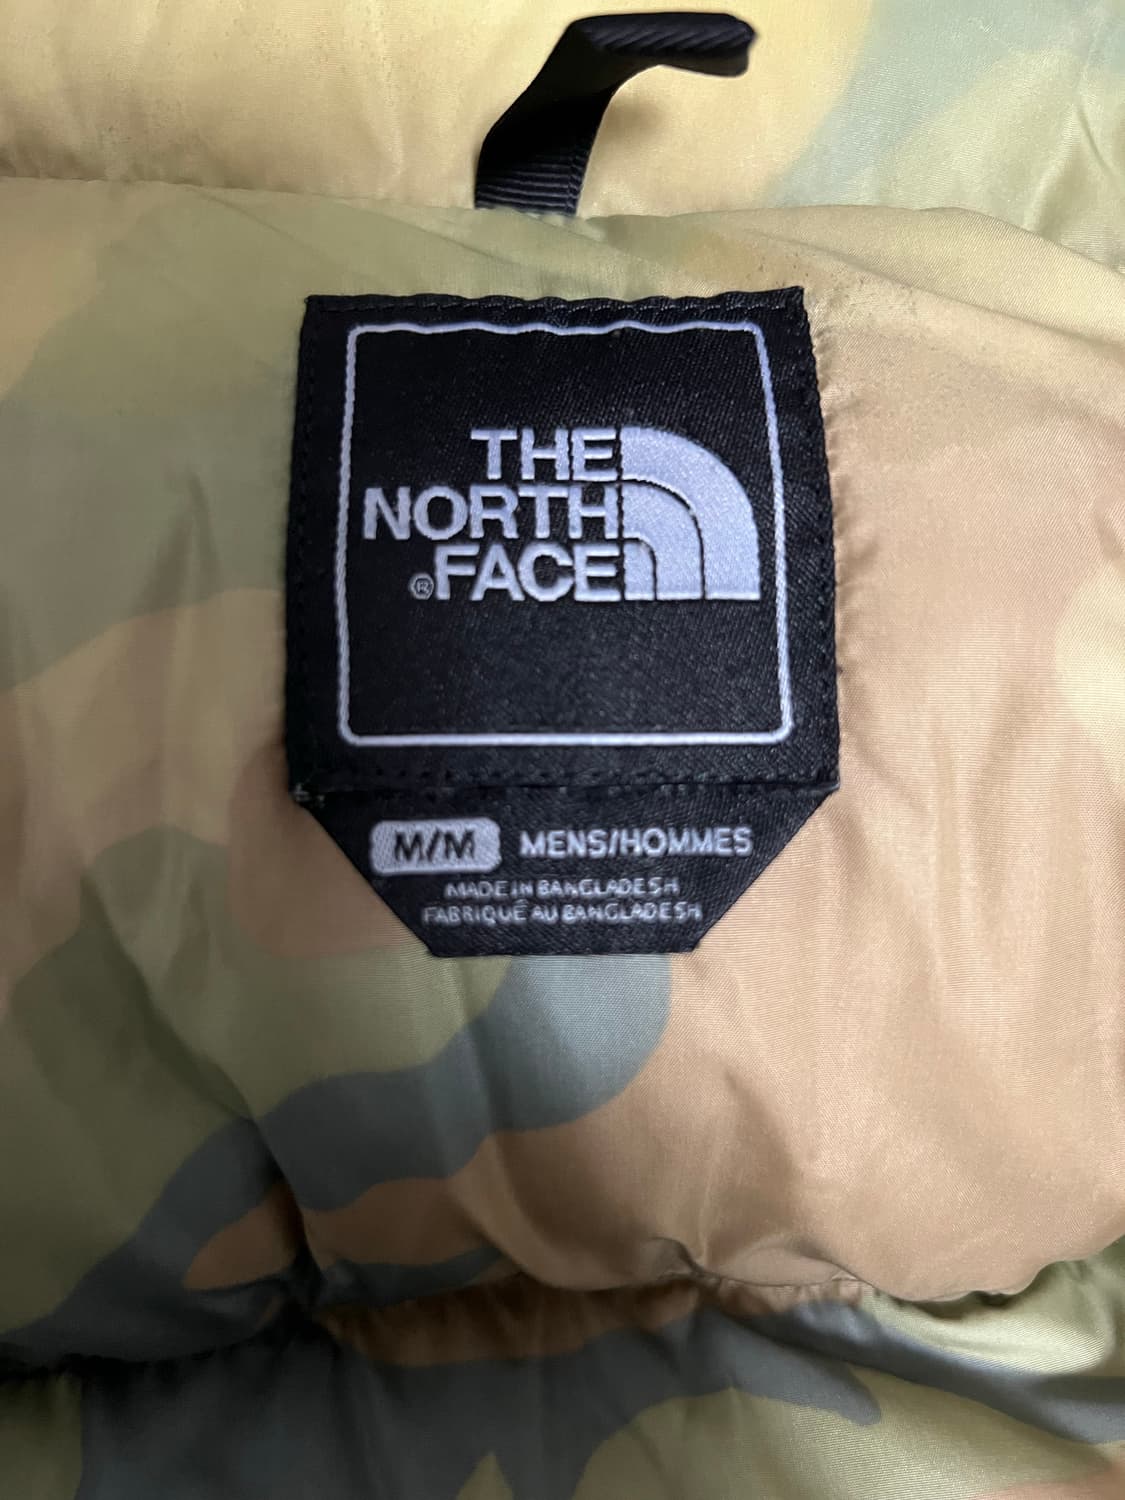 THE
NORTH
®FACE
M/M MENS/HOMMES
MADE IN BANGLADESH
FABRIQUÉ AU BANGLADESH